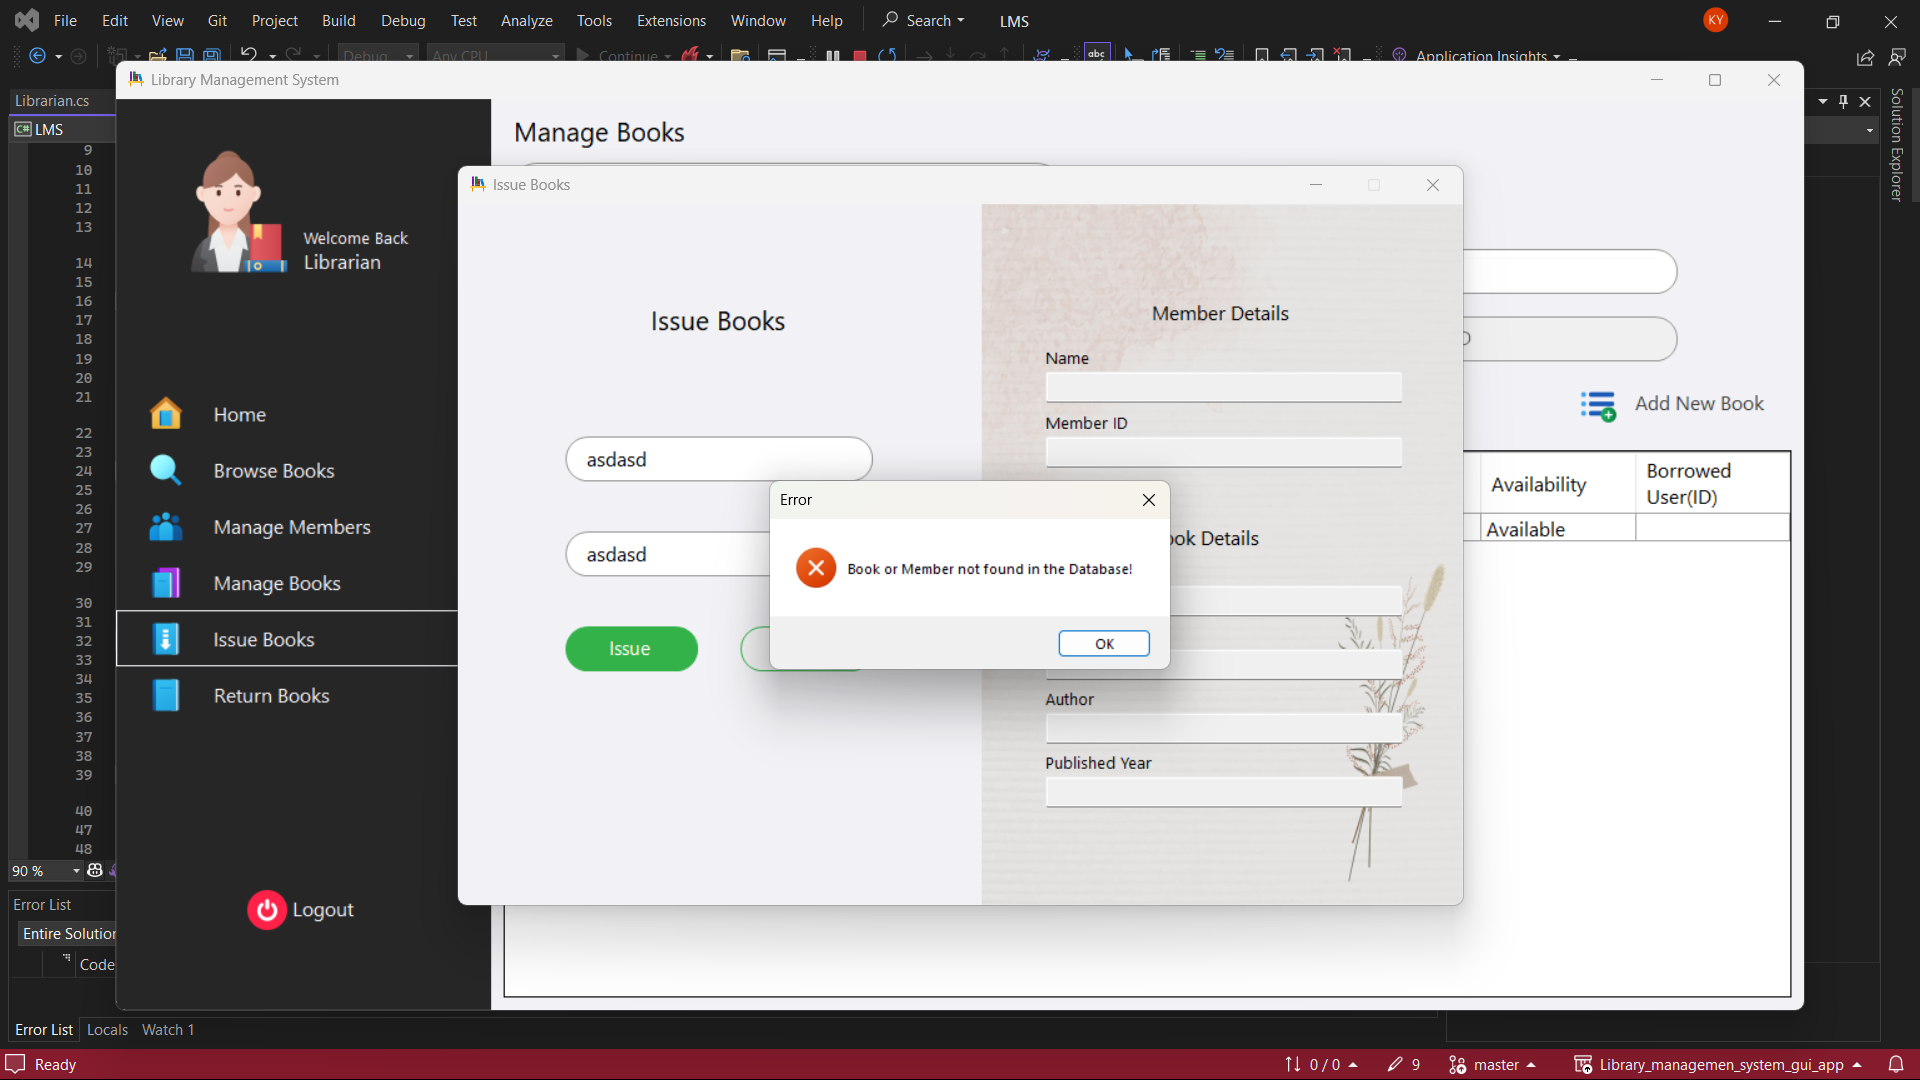 File Edit View Git Project Build Debug Test Analyze Tools Extensions Window Help Search LMS KY
Debug Any CPU Continue abc Application Insights
Library Management System
Librarian.cs
C# LMS
Solution Explorer
9
10
11
12
13
14
15
16
17
18
19
20
21
22
23
24
25
26
27
28
29
30
31
32
33
34
35
36
37
38
39
40
47
48
90 %
Welcome Back
Librarian
Home
Browse Books
Manage Members
Manage Books
Issue Books
Return Books
Logout
Manage Books
Add New Book
Availability
Borrowed
User(ID)
Available
Issue Books
Issue Books
asdasd
asdasd
Issue
Member Details
Name
Member ID
ook Details
Author
Published Year
Error
Book or Member not found in the Database!
OK
Error List
Entire Solution
Code
Error List Locals Watch 1
Ready 0 / 0 9 master Library_managemen_system_gui_app